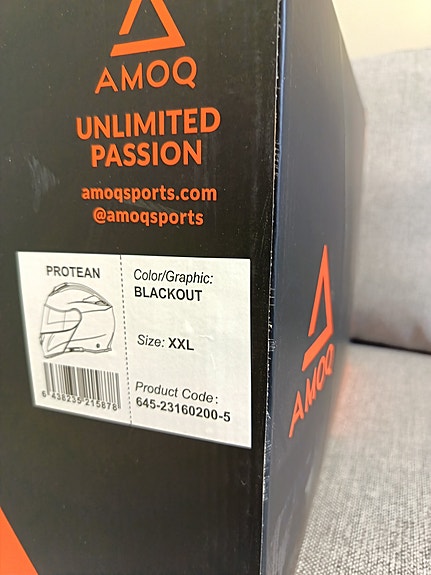 AMOQ
UNLIMITED
PASSION
amoqsports.com
@amoqsports
PROTEAN
6 438235 215878
Color/Graphic:
BLACKOUT
Size: XXL
Product Code:
645-23160200-5
AMOQ